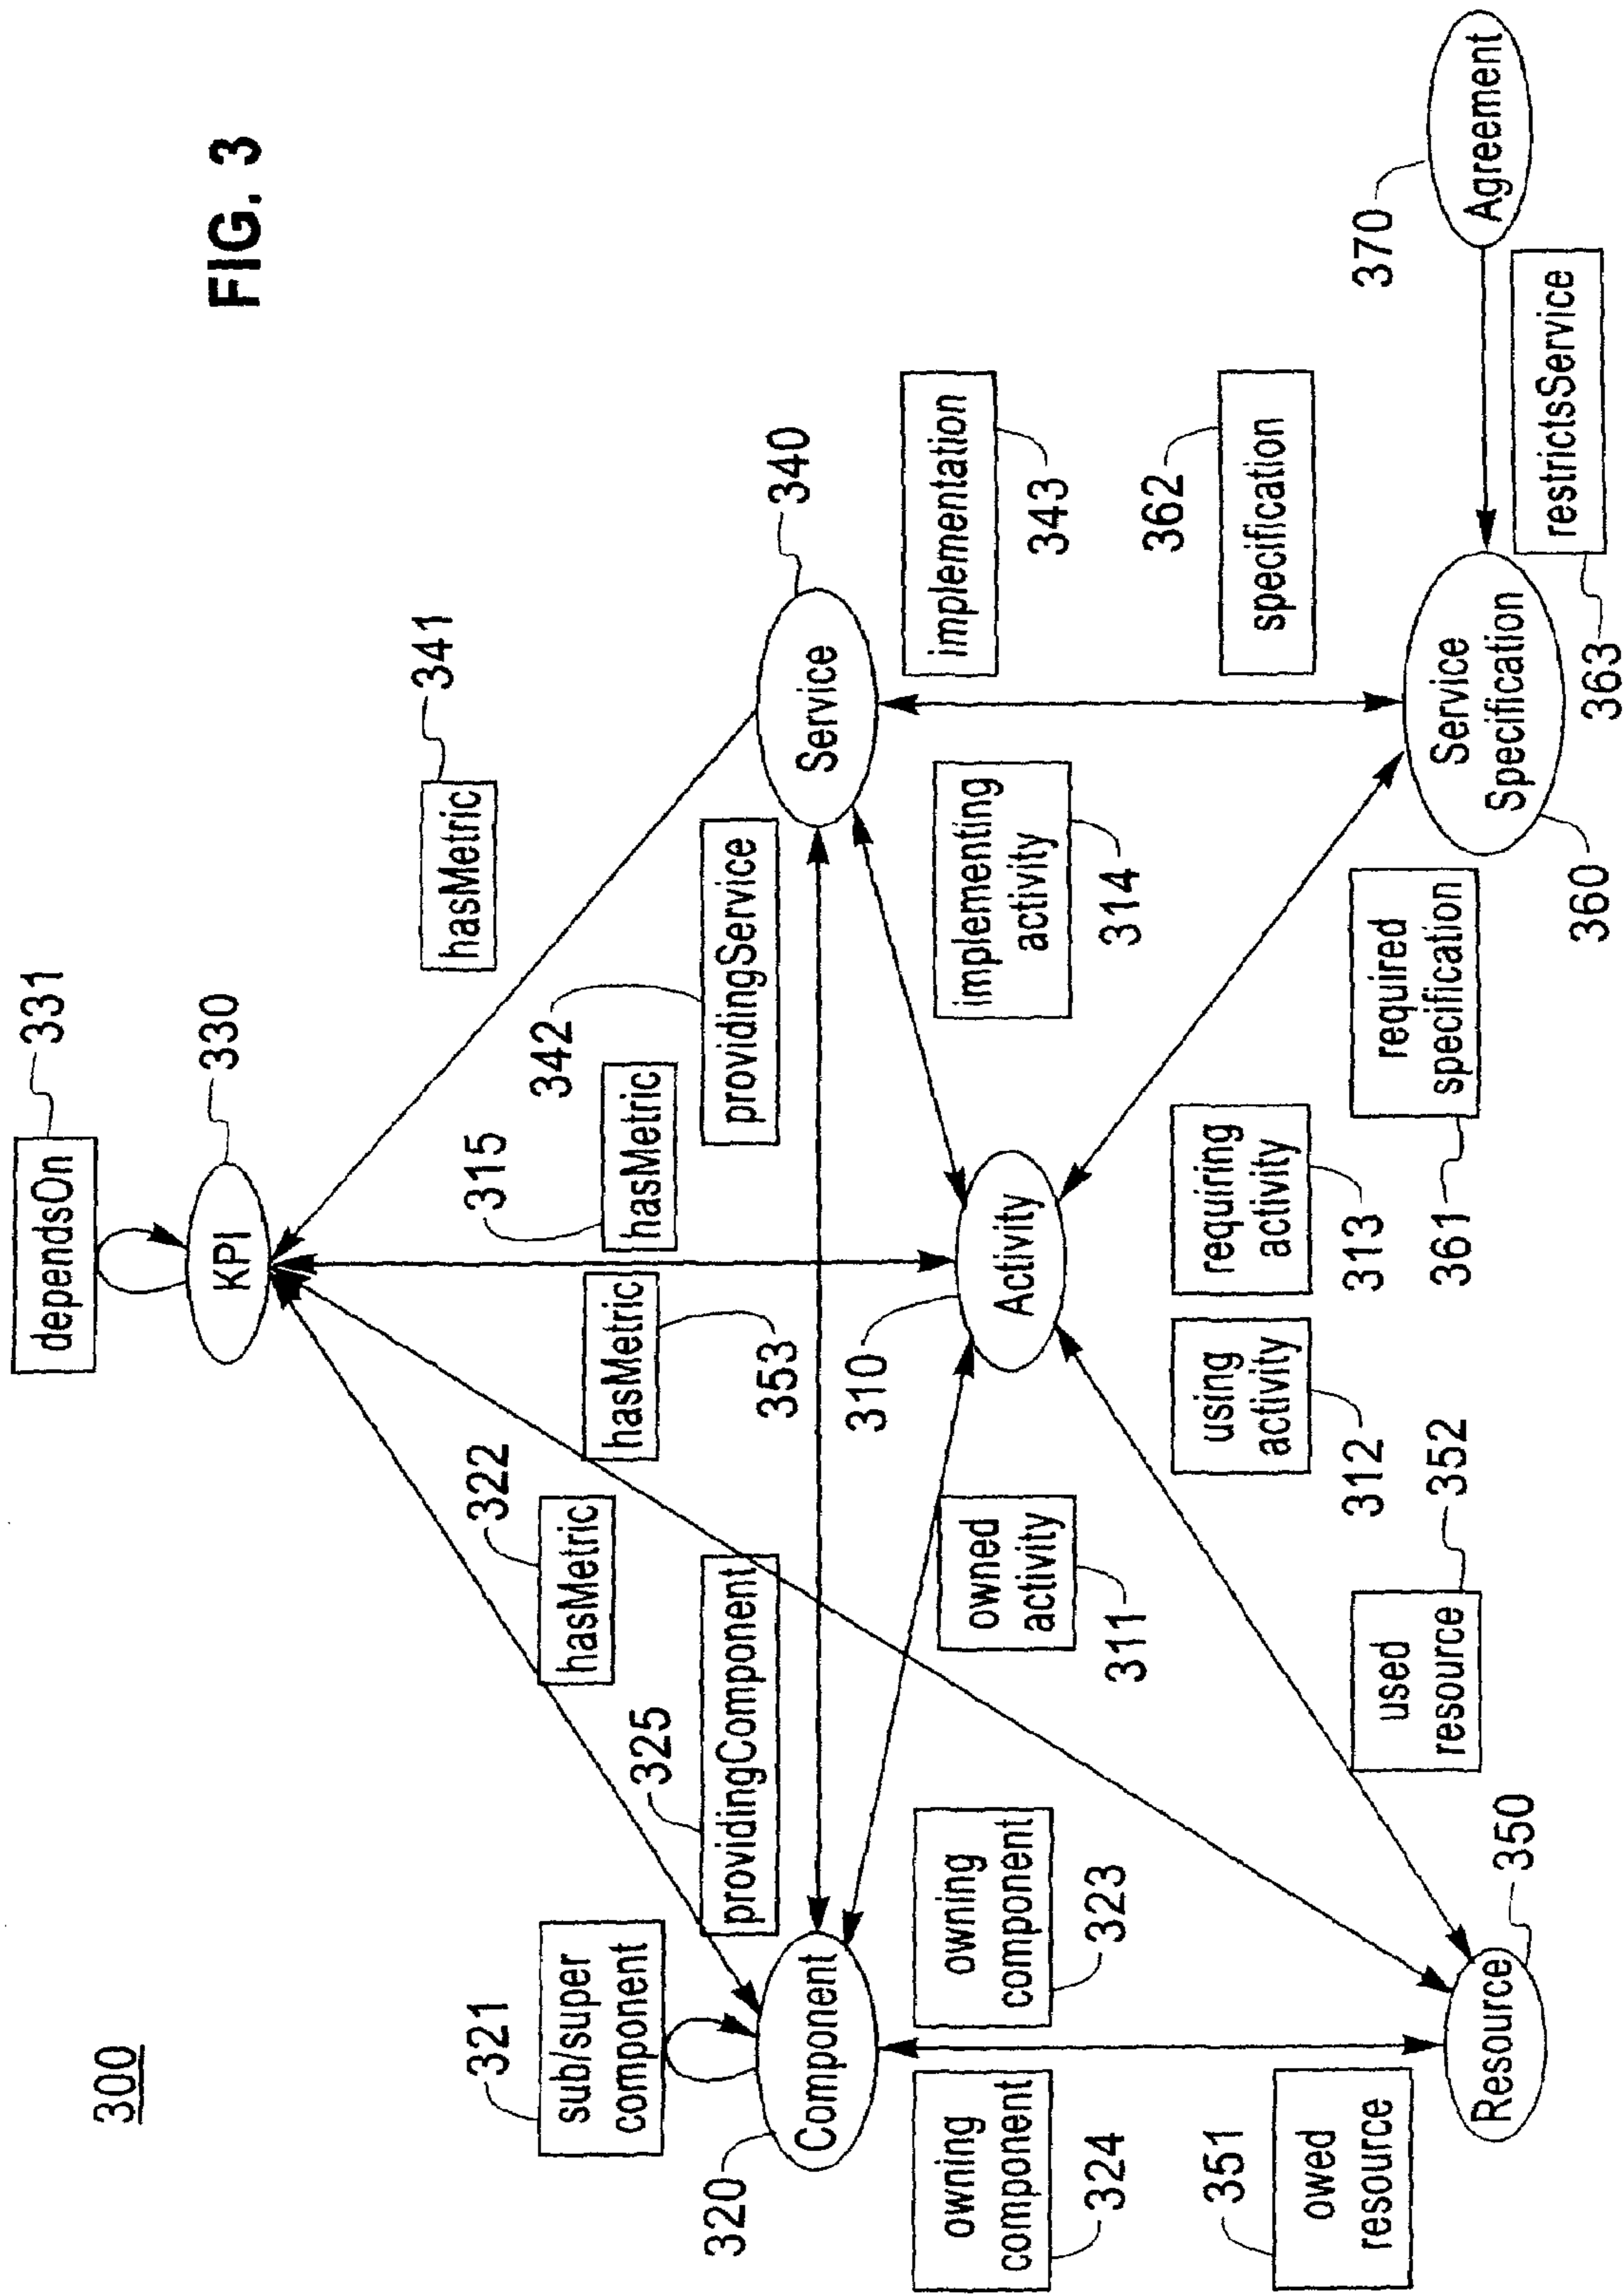 300
FIG. 3
dependsOn
331
KPI
330
321
sub/super
component
322
hasMetric
315
hasMetric
hasMetric
353
hasMetric
341
325
providingComponent
342
providingService
320
Component
Service
340
310
Activity
owning
component
324
owning
component
323
owned
activity
311
implementing
activity
314
implementation
343
using
activity
312
requiring
activity
313
362
specification
351
owed
resource
used
resource
352
required
specification
361
Resource
350
Service
Specification
360
370
Agreement
restrictsService
363